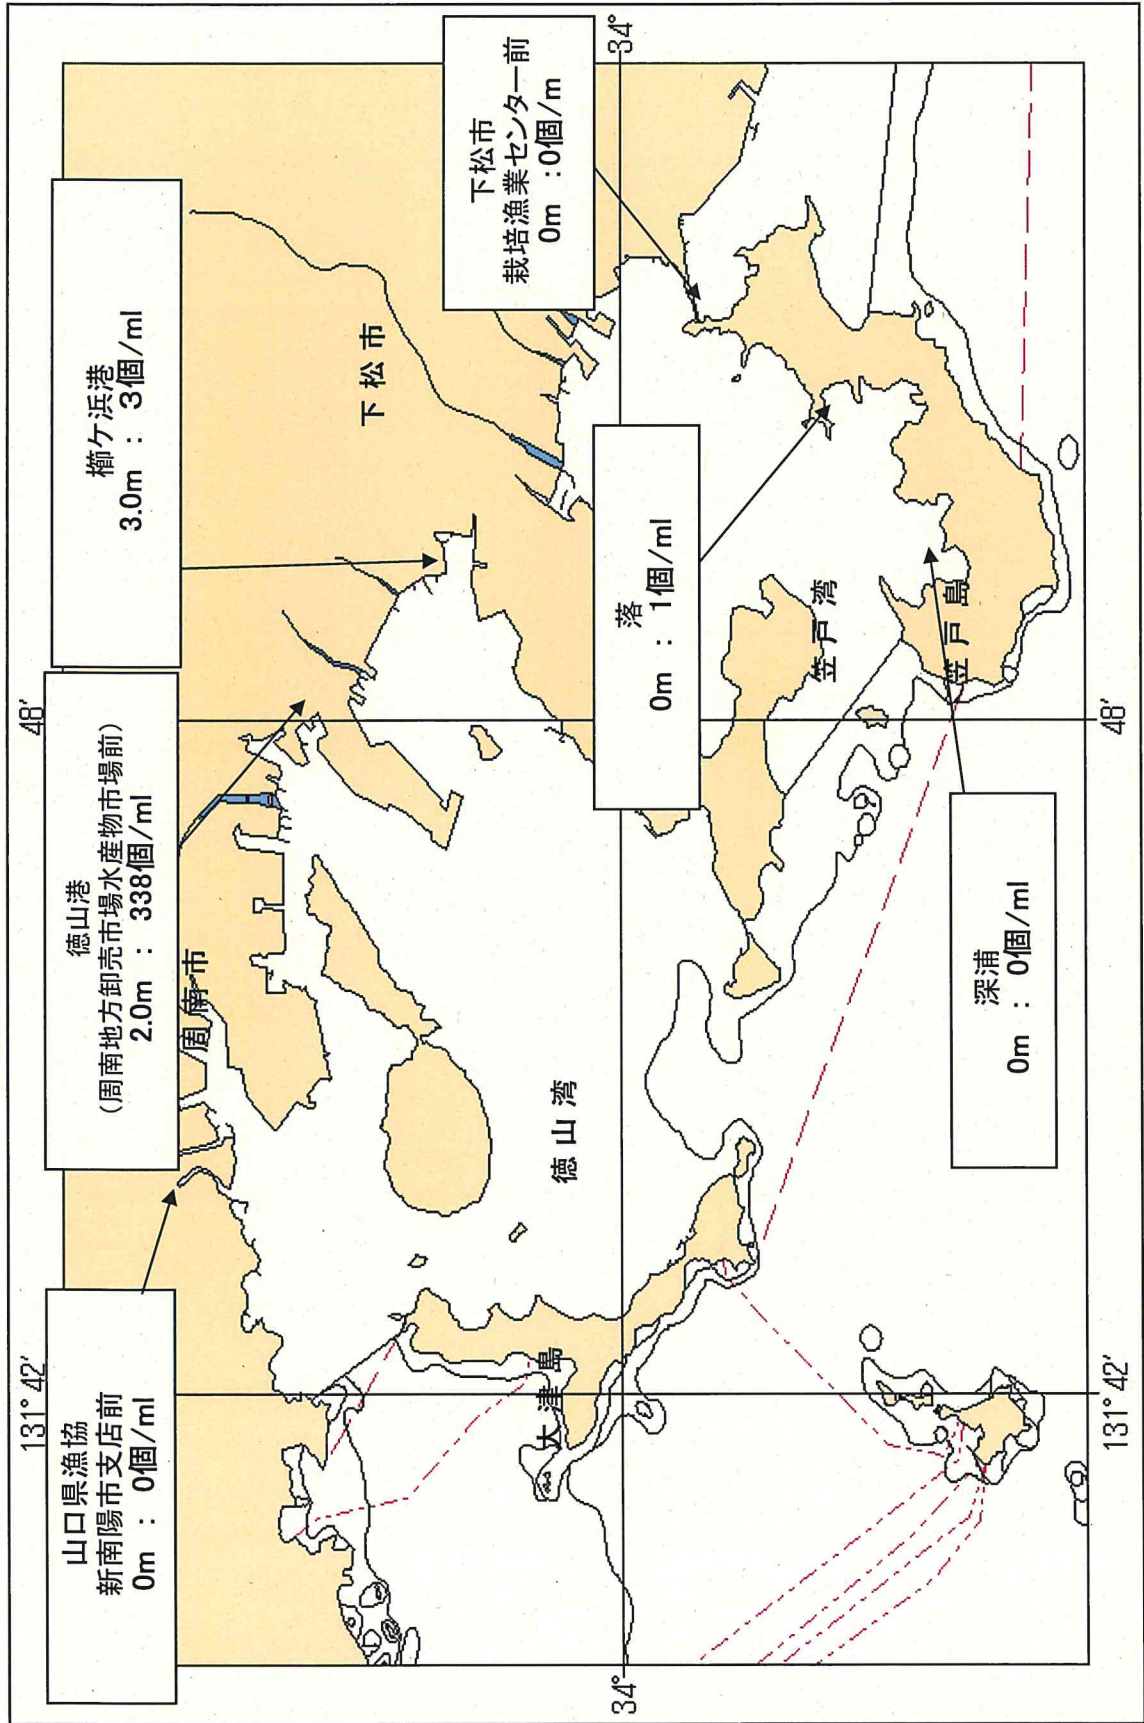 131° 42′
48′
34°
山口県漁協
新南陽市支店前
0m : 0個/ml
徳山港
(周南地方卸売市場水産物市場前)
2.0m : 338個/ml
櫛ケ浜港
3.0m : 3個/ml
下松市
栽培漁業センター前
0m :0個/m
周南市
下松市
徳山湾
大津島
落
0m : 1個/ml
笠戸湾
笠戸島
深浦
0m : 0個/ml
34°
131° 42′
48′